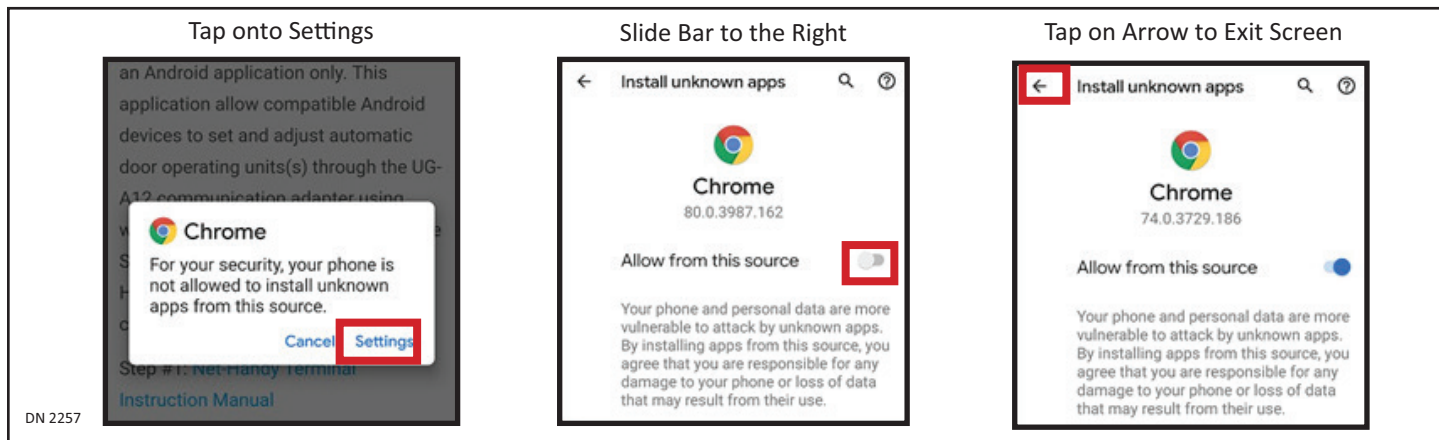 Tap onto Settings
an Android application only. This
application allow compatible Android
devices to set and adjust automatic
door operating units(s) through the UG-
A12 communication adapter using
Chrome
For your security, your phone is
not allowed to install unknown
apps from this source.
Cancel Settings
Step #1: Net-Handy Terminal
Instruction Manual
DN 2257
Slide Bar to the Right
Install unknown apps
Chrome
80.0.3987.162
Allow from this source
Your phone and personal data are more
vulnerable to attack by unknown apps.
By installing apps from this source, you
agree that you are responsible for any
damage to your phone or loss of data
that may result from their use.
Tap on Arrow to Exit Screen
Install unknown apps
Chrome
74.0.3729.186
Allow from this source
Your phone and personal data are more
vulnerable to attack by unknown apps.
By installing apps from this source, you
agree that you are responsible for any
damage to your phone or loss of data
that may result from their use.